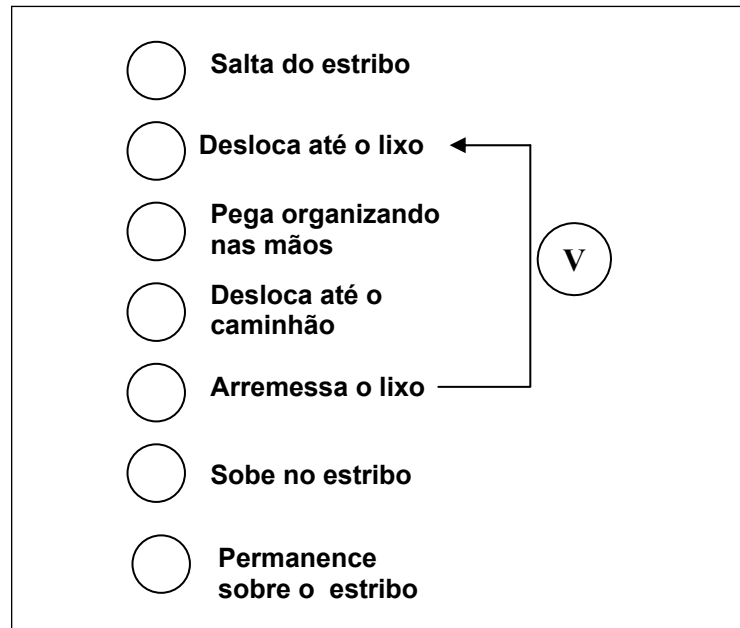 Salta do estribo
Desloca até o lixo
Pega organizando
nas mãos
V
Desloca até o
caminhão
Arremessa o lixo
Sobe no estribo
Permanence
sobre o estribo